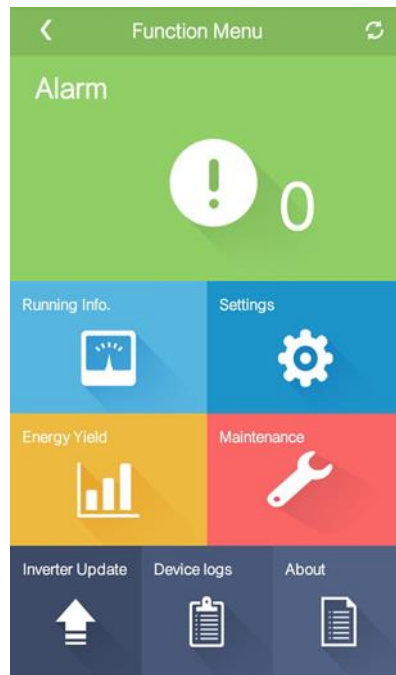 Function Menu
Alarm
0
Running Info.
Settings
Energy Yield
Maintenance
Inverter Update
Device logs
About